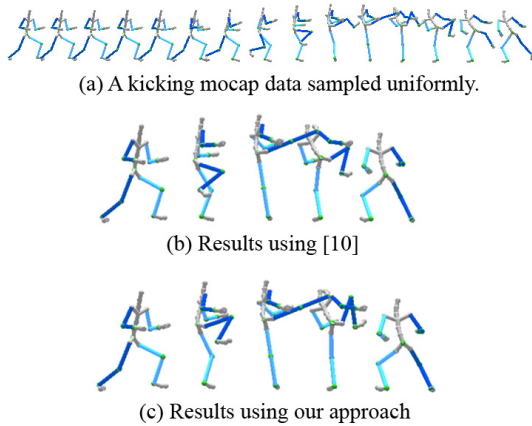 (a) A kicking mocap data sampled uniformly.
(b) Results using [10]
(c) Results using our approach